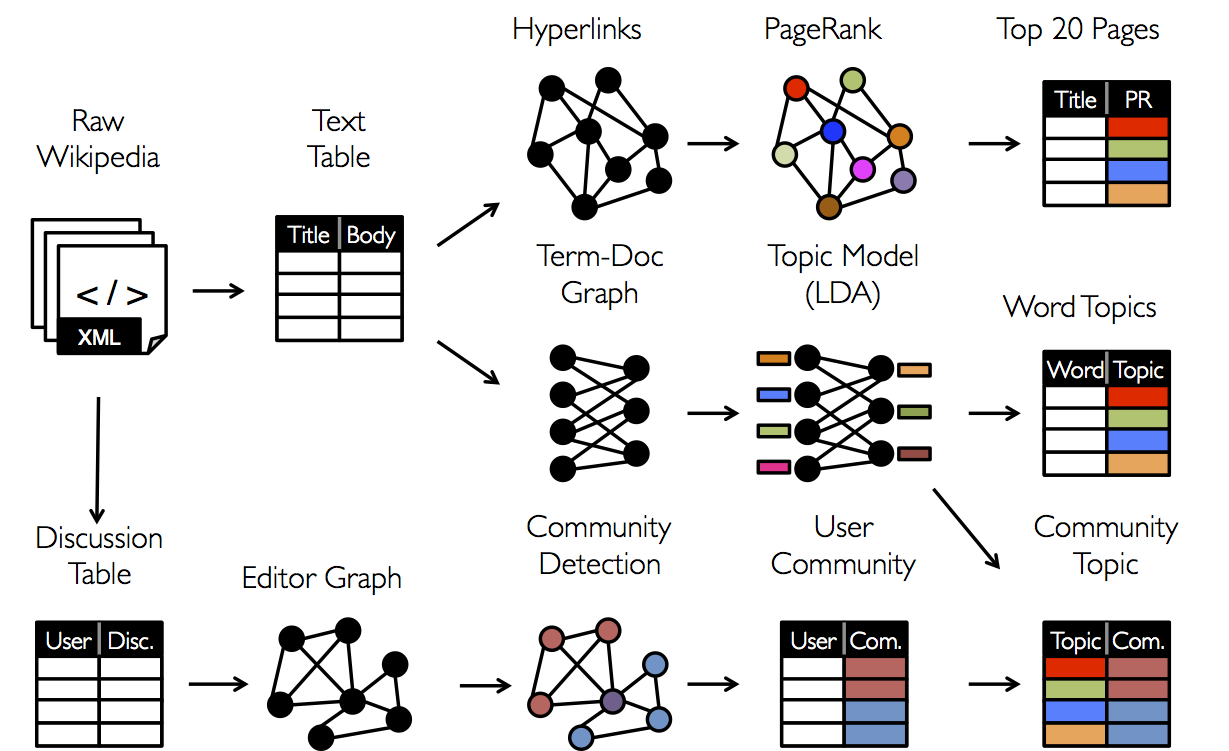 Hyperlinks
PageRank
Top 20 Pages
Raw
Wikipedia
Text
Table
Title PR
Title Body
</>
XML
Term-Doc
Graph
Topic Model
(LDA)
Word Topics
Word Topic
Discussion
Table
Editor Graph
Community
Detection
User
Community
Community
Topic
User Disc.
User Com.
Topic Com.